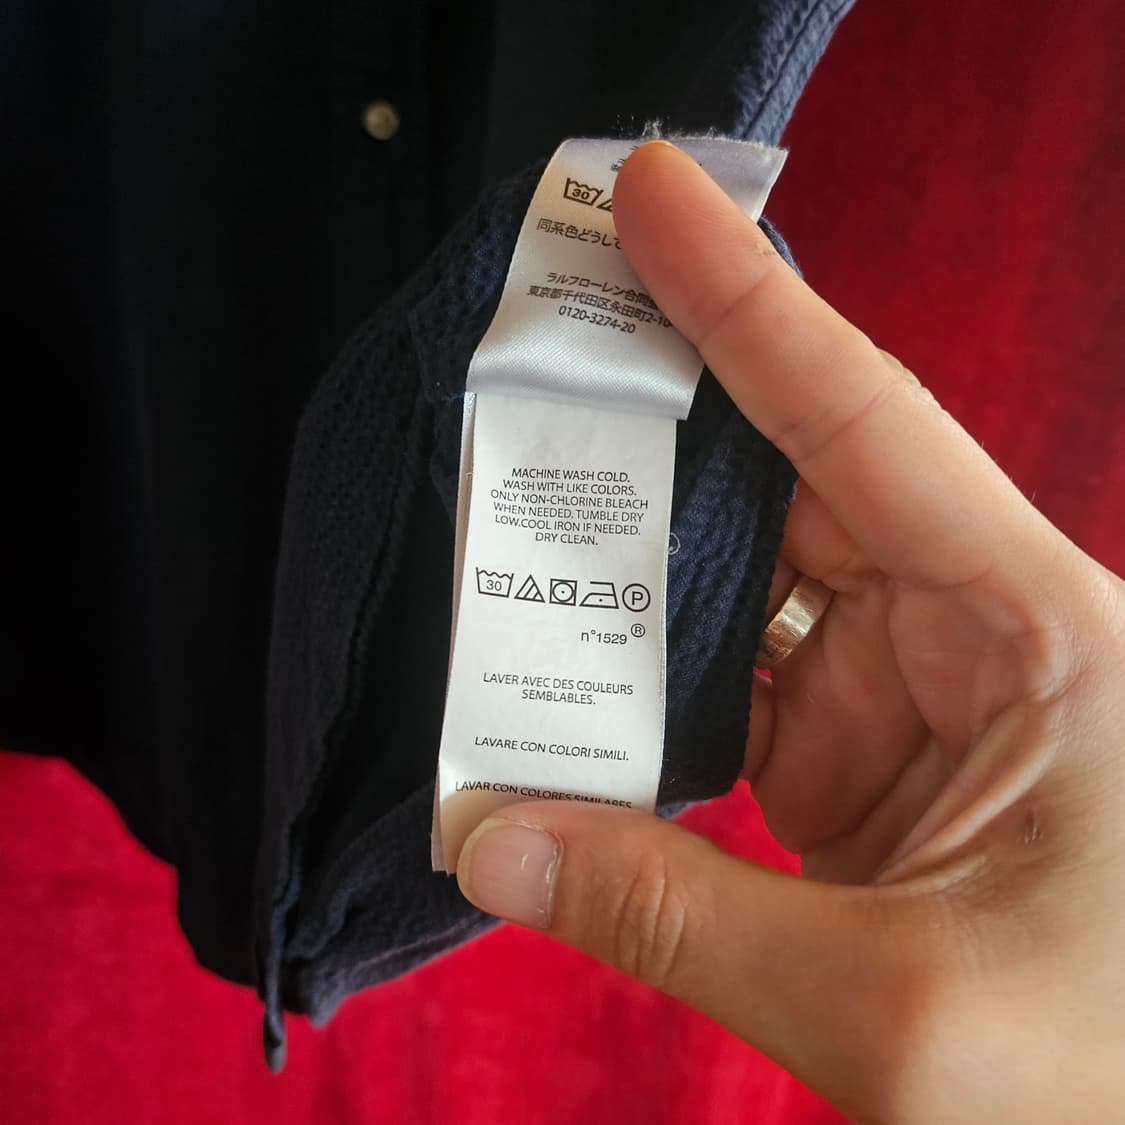 30
同系色どうして
ラルフローレン合同会
東京都千代田区永田町2-10
0120-3274-20
MACHINE WASH COLD.
WASH WITH LIKE COLORS.
ONLY NON-CHLORINE BLEACH
WHEN NEEDED. TUMBLE DRY
LOW.COOL IRON IF NEEDED.
DRY CLEAN.
30 P
n°1529 ®
LAVER AVEC DES COULEURS
SEMBLABLES.
LAVARE CON COLORI SIMILI.
LAVAR CON COLORES SIMILARES